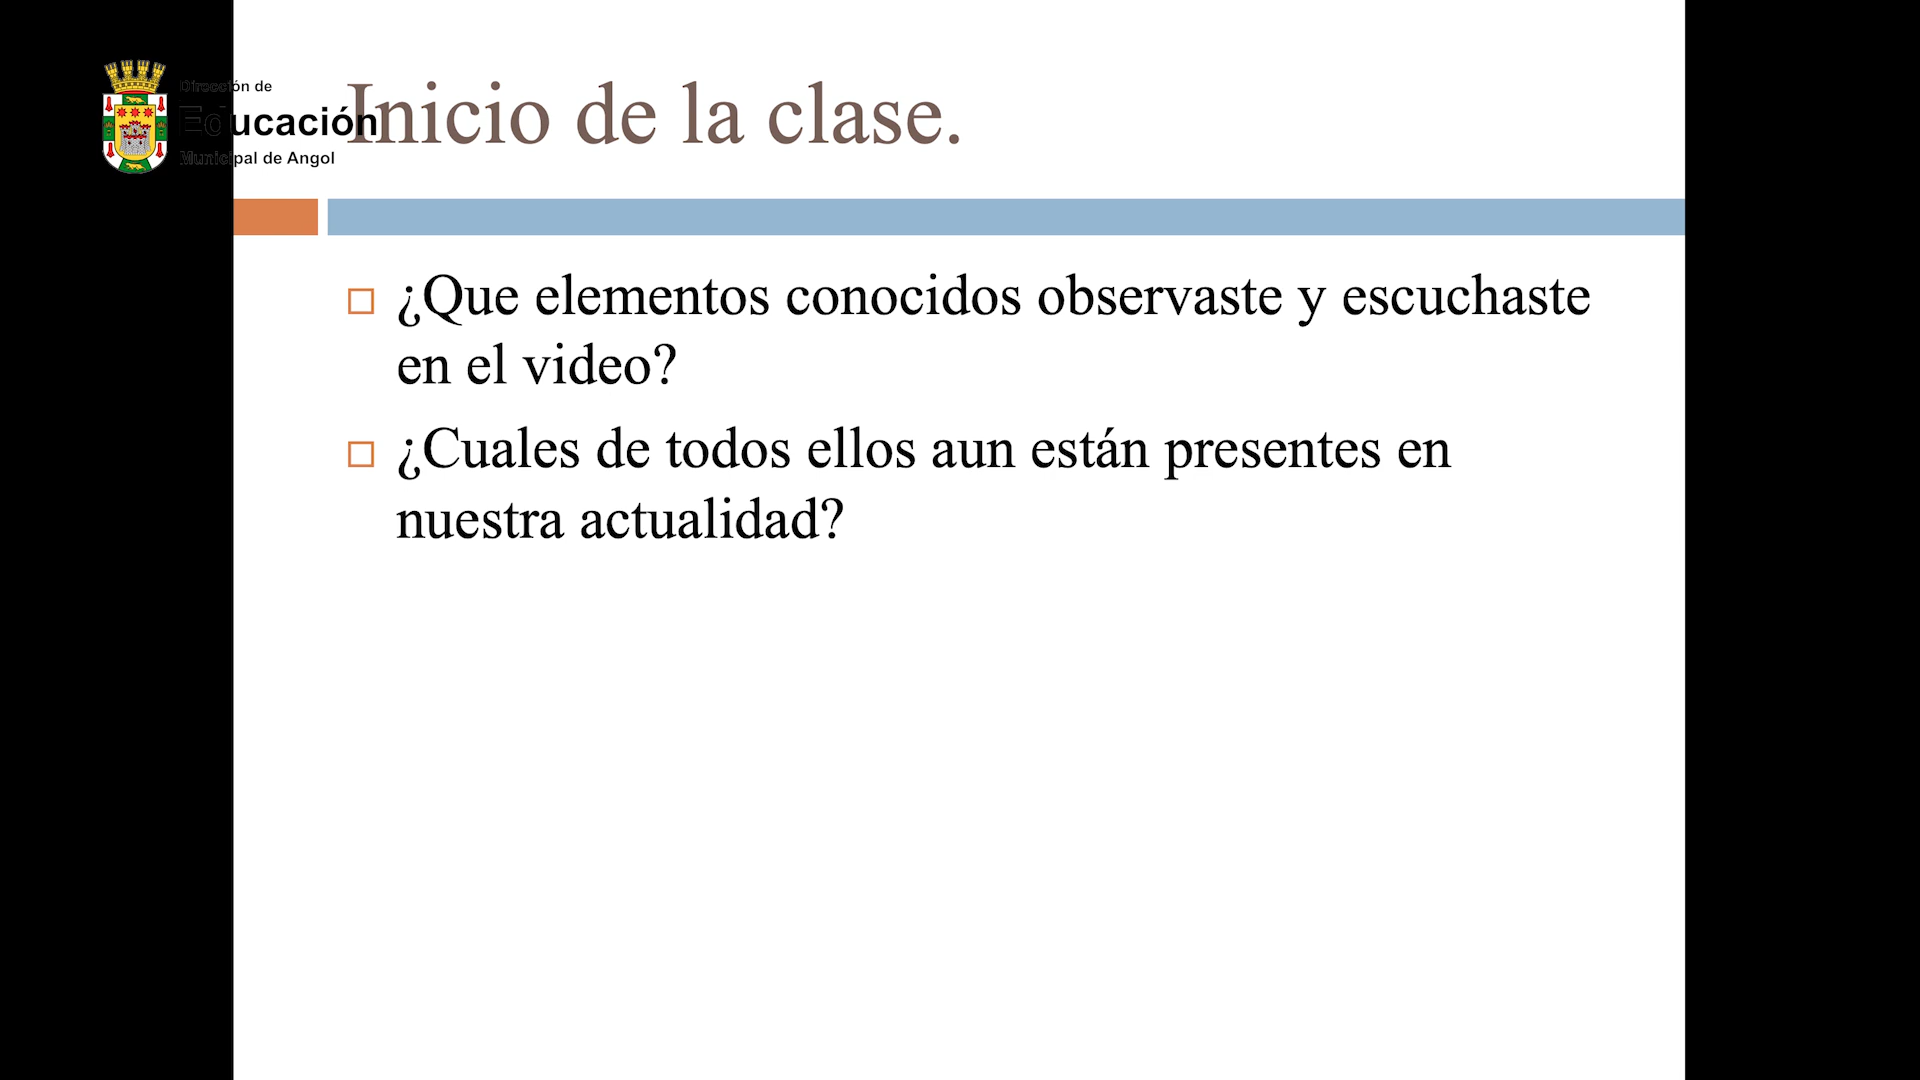 Dirección de
Educación
Municipal de Angol
Inicio de la clase.
¿Que elementos conocidos observaste y escuchaste
en el video?
¿Cuales de todos ellos aun están presentes en
nuestra actualidad?